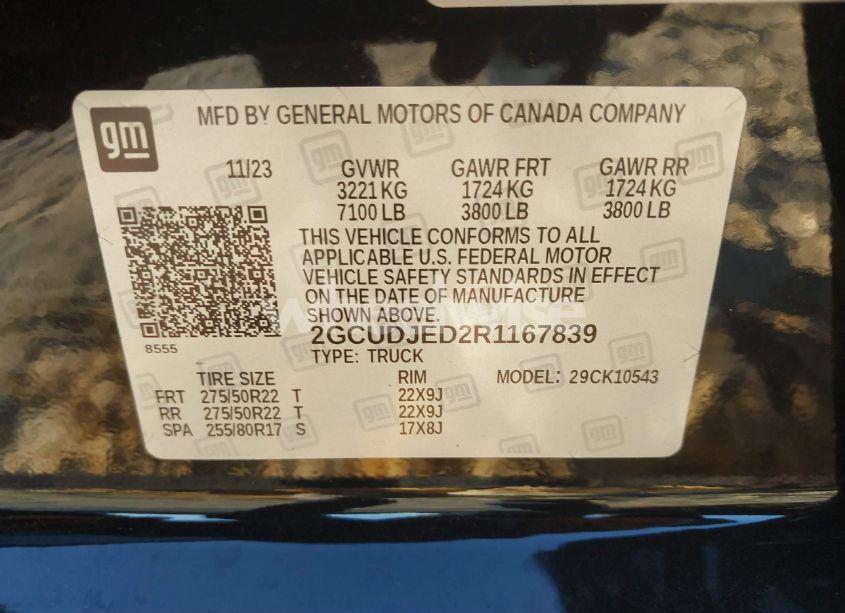 gm
MFD BY GENERAL MOTORS OF CANADA COMPANY
11/23 GVWR GAWR FRT GAWR RR
3221 KG 1724 KG 1724 KG
7100 LB 3800 LB 3800 LB
THIS VEHICLE CONFORMS TO ALL
APPLICABLE U.S. FEDERAL MOTOR
VEHICLE SAFETY STANDARDS IN EFFECT
ON THE DATE OF MANUFACTURE
SHOWN ABOVE.
2GCUDJED2R1167839
8555
TYPE: TRUCK
TIRE SIZE RIM MODEL: 29CK10543
FRT 275/50R22 T 22X9J
RR 275/50R22 T 22X9J
SPA 255/80R17 S 17X8J